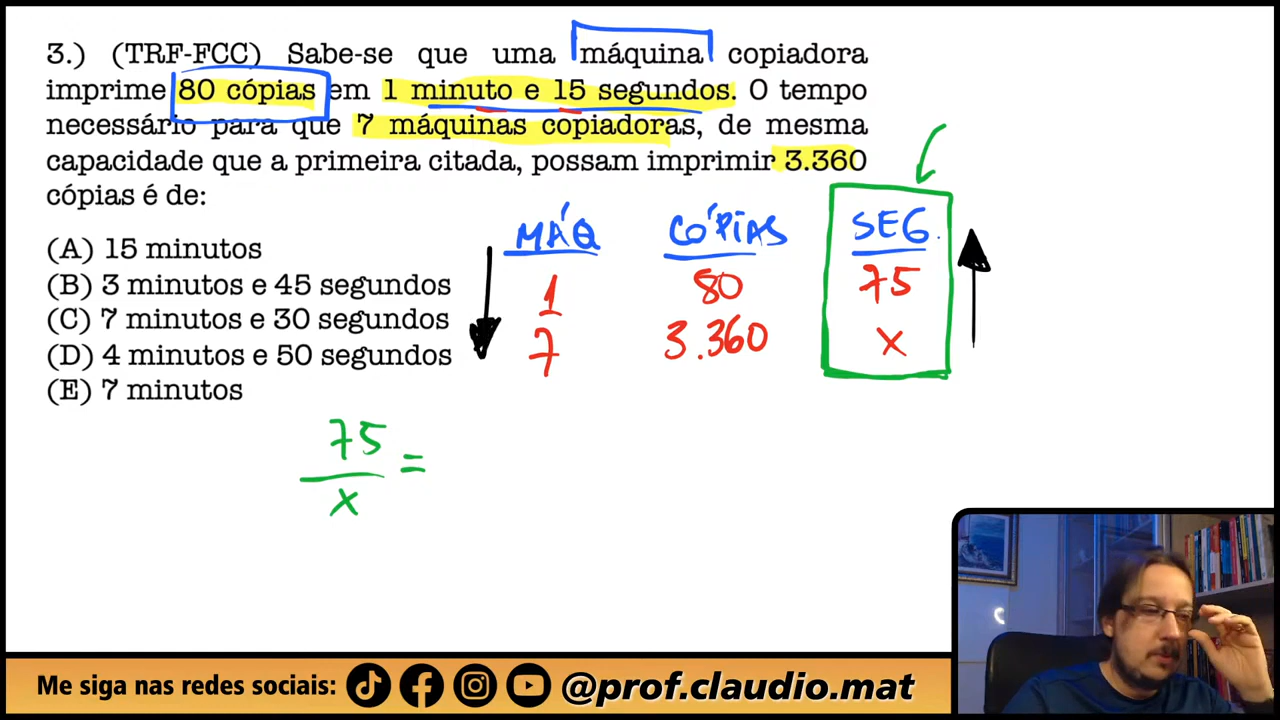 3.) (TRF-FCC) Sabe-se que uma máquina copiadora
imprime 80 cópias em 1 minuto e 15 segundos. O tempo
necessário para que 7 máquinas copiadoras, de mesma
capacidade que a primeira citada, possam imprimir 3.360
cópias é de:
(A) 15 minutos
(B) 3 minutos e 45 segundos
(C) 7 minutos e 30 segundos
(D) 4 minutos e 50 segundos
(E) 7 minutos
MÁQ CÓPIAS SEG.
1 80 75
7 3.360 x
75
=
x
Me siga nas redes sociais: @prof.claudio.mat